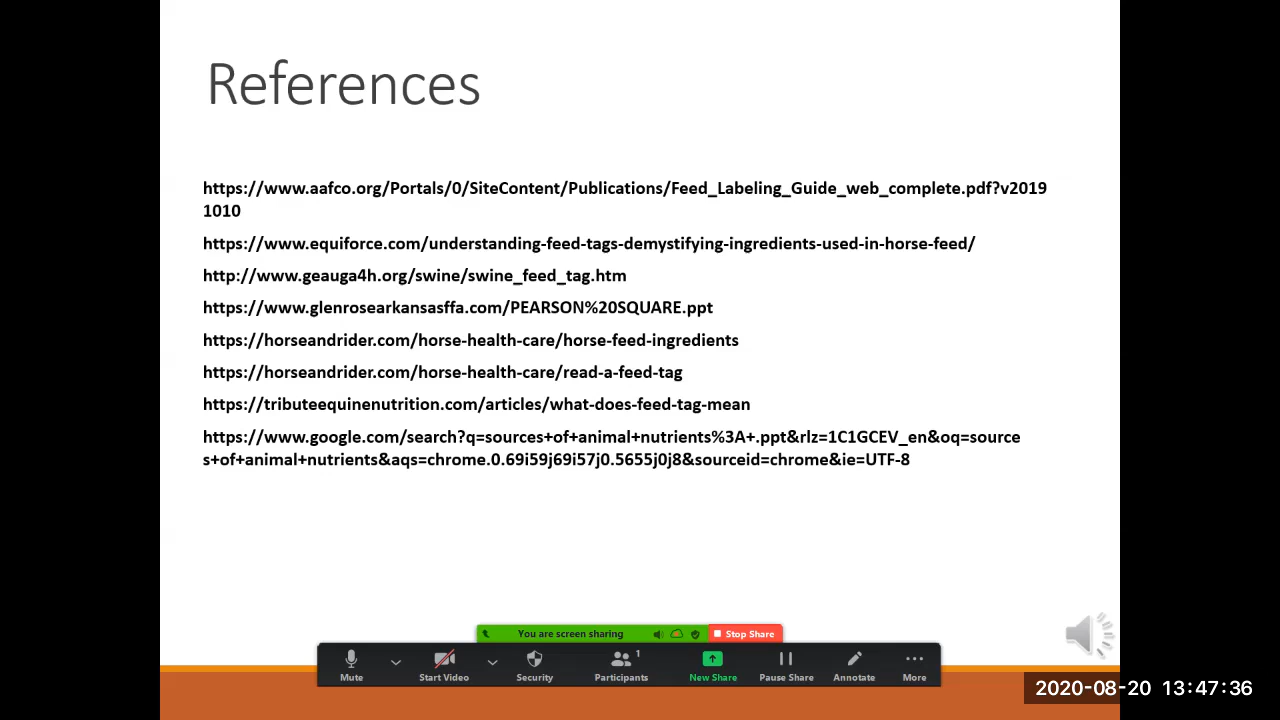 References
https://www.aafco.org/Portals/0/SiteContent/Publications/Feed_Labeling_Guide_web_complete.pdf?v2019
1010
https://www.equiforce.com/understanding-feed-tags-demystifying-ingredients-used-in-horse-feed/
http://www.geauga4h.org/swine/swine_feed_tag.htm
https://www.glenrosearkansasffa.com/PEARSON%20SQUARE.ppt
https://horseandrider.com/horse-health-care/horse-feed-ingredients
https://horseandrider.com/horse-health-care/read-a-feed-tag
https://tributeequinenutrition.com/articles/what-does-feed-tag-mean
https://www.google.com/search?q=sources+of+animal+nutrients%3A+.ppt&rlz=1C1GCEV_en&oq=source
s+of+animal+nutrients&aqs=chrome.0.69i59j69i57j0.5655j0j8&sourceid=chrome&ie=UTF-8
You are screen sharing Stop Share
1
Mute Start Video Security Participants New Share Pause Share Annotate More
2020-08-20 13:47:36